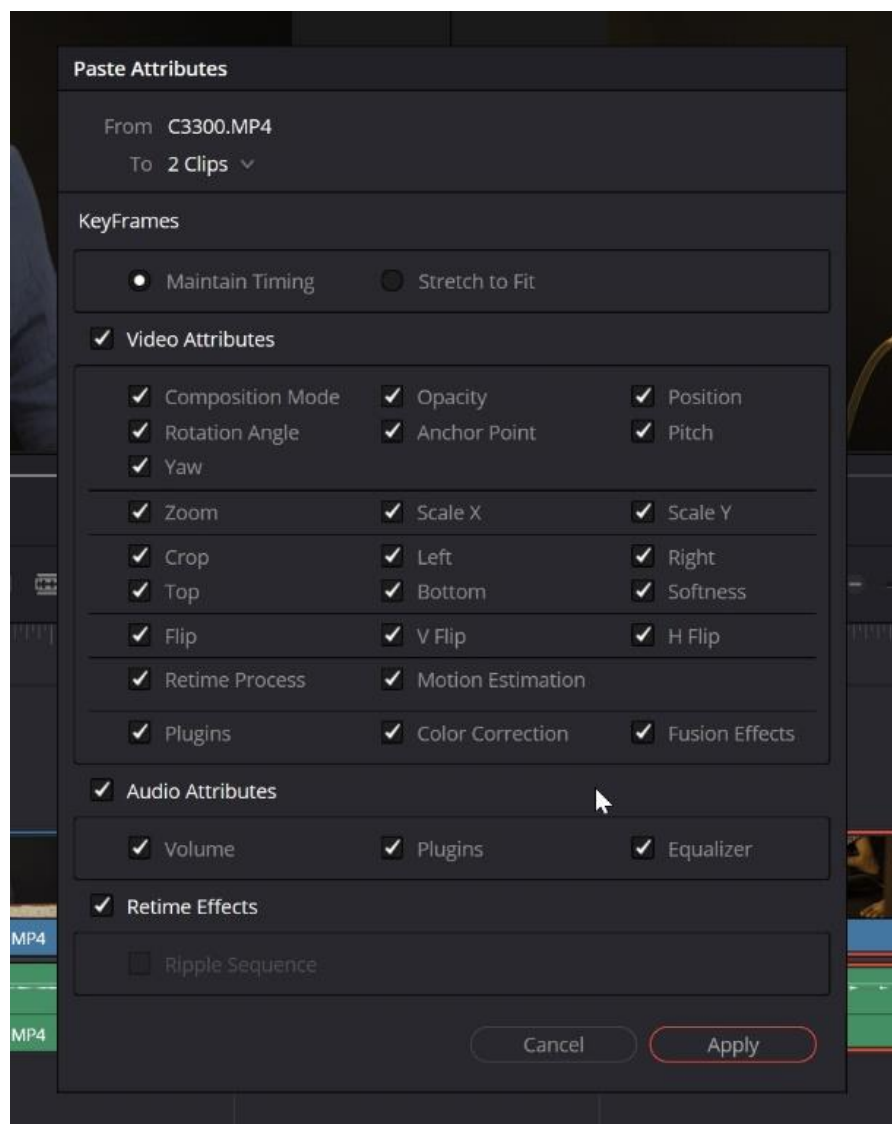 Paste Attributes
From C3300.MP4
To 2 Clips
KeyFrames
Maintain Timing Stretch to Fit
Video Attributes
Composition Mode Opacity Position
Rotation Angle Anchor Point Pitch
Yaw
Zoom Scale X Scale Y
Crop Left Right
Top Bottom Softness
Flip V Flip H Flip
Retime Process Motion Estimation
Plugins Color Correction Fusion Effects
Audio Attributes
Volume Plugins Equalizer
Retime Effects
MP4
Ripple Sequence
MP4
Cancel Apply